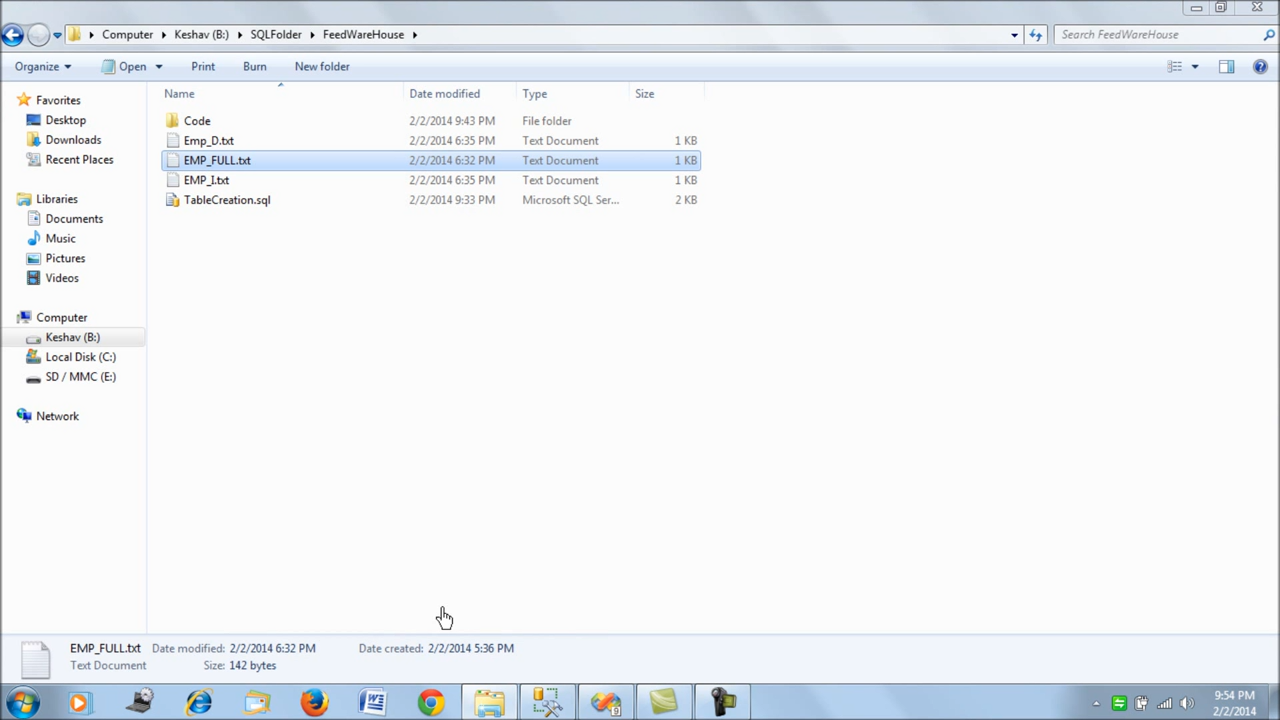 Computer Keshav (B:) SQLFolder FeedWareHouse Search FeedWareHouse
Organize Open Print Burn New folder
Favorites
Desktop
Downloads
Recent Places
Libraries
Documents
Music
Pictures
Videos
Computer
Keshav (B:)
Local Disk (C:)
SD / MMC (E:)
Network
Name Date modified Type Size
Code 2/2/2014 9:43 PM File folder
Emp_D.txt 2/2/2014 6:35 PM Text Document 1 KB
EMP_FULL.txt 2/2/2014 6:32 PM Text Document 1 KB
EMP_I.txt 2/2/2014 6:35 PM Text Document 1 KB
TableCreation.sql 2/2/2014 9:33 PM Microsoft SQL Ser... 2 KB
EMP_FULL.txt Date modified: 2/2/2014 6:32 PM Date created: 2/2/2014 5:36 PM
Text Document Size: 142 bytes
9:54 PM
2/2/2014